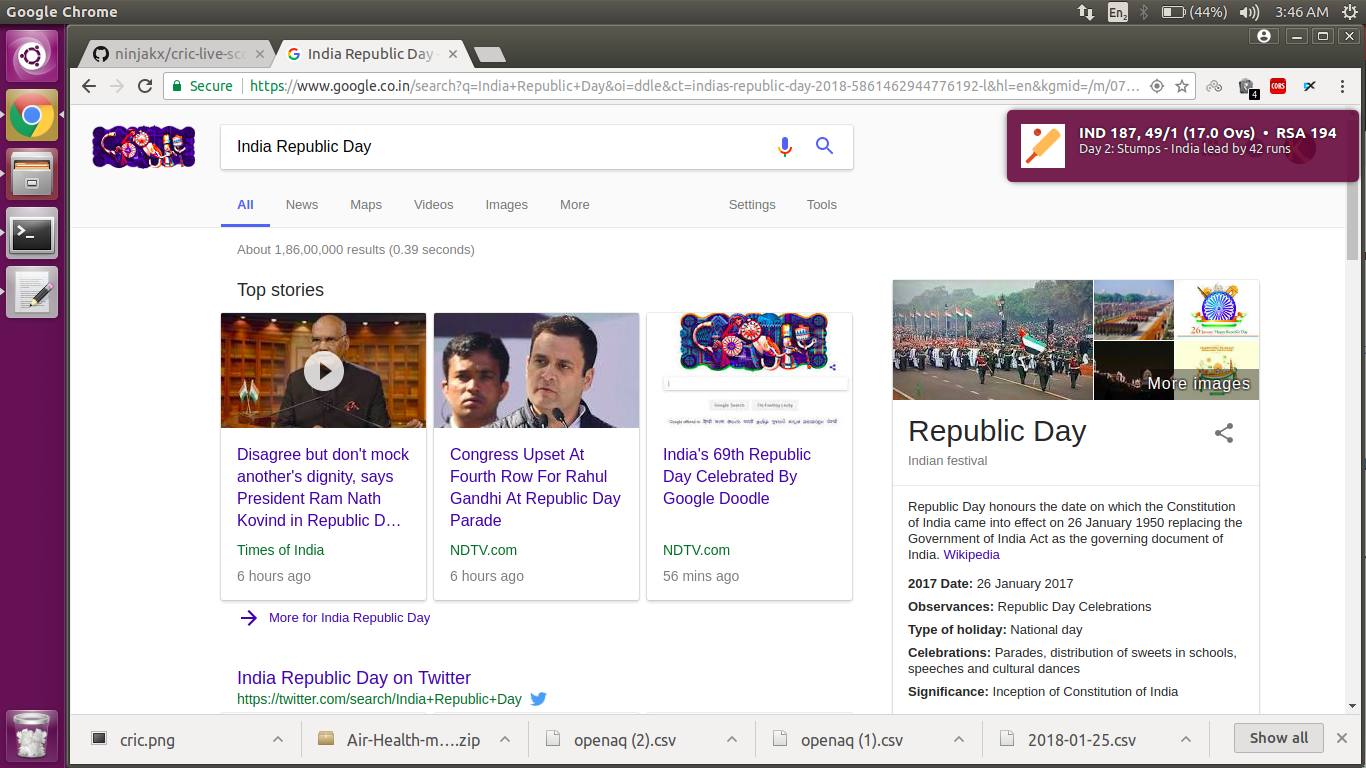 Google Chrome
En2
(44%)
3:46 AM
ninjakx/cric-live-sco
India Republic Day -
Secure
https://www.google.co.in/search?q=India+Republic+Day&oi=ddle&ct=indias-republic-day-2018-5861462944776192-l&hl=en&kgmid=/m/07...
4
CORS
India Republic Day
IND 187, 49/1 (17.0 Ovs) • RSA 194
Day 2: Stumps - India lead by 42 runs
All
News
Maps
Videos
Images
More
Settings
Tools
About 1,86,00,000 results (0.39 seconds)
Top stories
Disagree but don't mock
another's dignity, says
President Ram Nath
Kovind in Republic D…
Times of India
6 hours ago
Congress Upset At
Fourth Row For Rahul
Gandhi At Republic Day
Parade
NDTV.com
6 hours ago
Google Search
I'm Feeling Lucky
India's 69th Republic
Day Celebrated By
Google Doodle
NDTV.com
56 mins ago
More for India Republic Day
India Republic Day on Twitter
https://twitter.com/search/India+Republic+Day
More images
Republic Day
Indian festival
Republic Day honours the date on which the Constitution
of India came into effect on 26 January 1950 replacing the
Government of India Act as the governing document of
India. Wikipedia
2017 Date: 26 January 2017
Observances: Republic Day Celebrations
Type of holiday: National day
Celebrations: Parades, distribution of sweets in schools,
speeches and cultural dances
Significance: Inception of Constitution of India
cric.png
Air-Health-m....zip
openaq (2).csv
openaq (1).csv
2018-01-25.csv
Show all